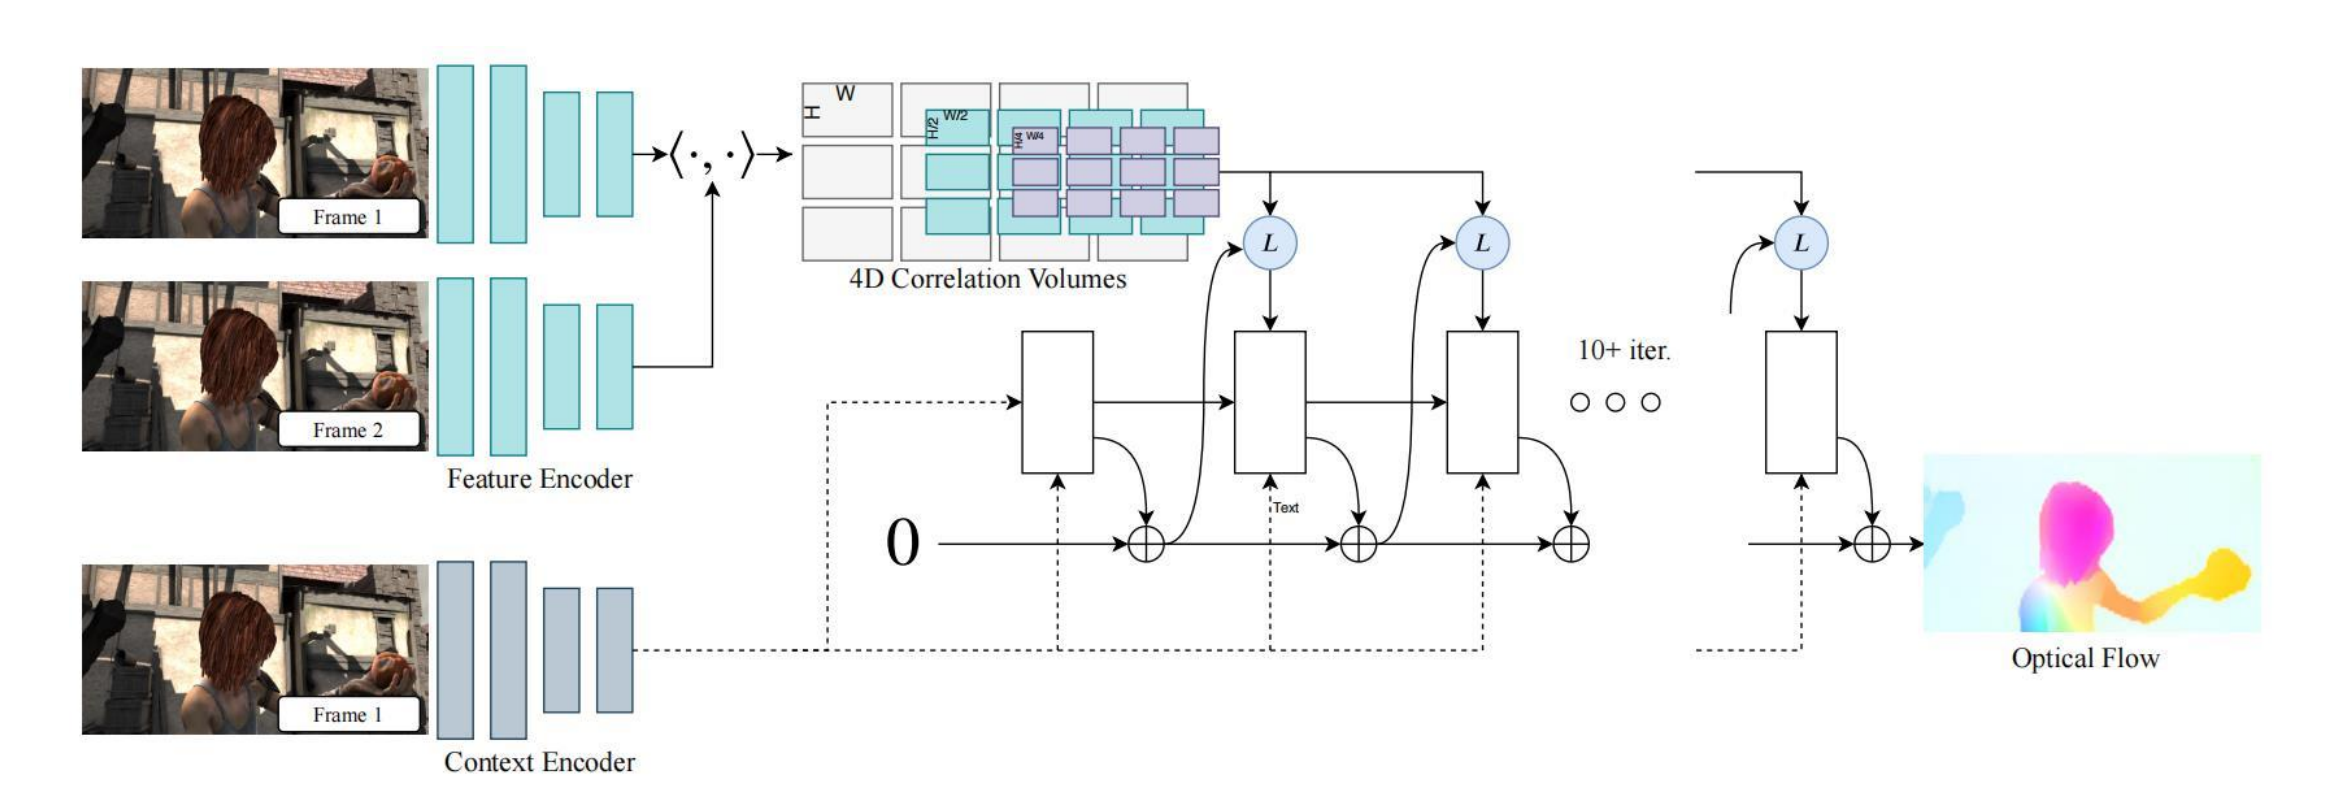 Frame 1
⟨·, ·⟩
W
H
W/2
H/2
W/4
H/4
4D Correlation Volumes
L
L
L
Frame 2
Feature Encoder
10+ iter.
Text
0
Optical Flow
Frame 1
Context Encoder